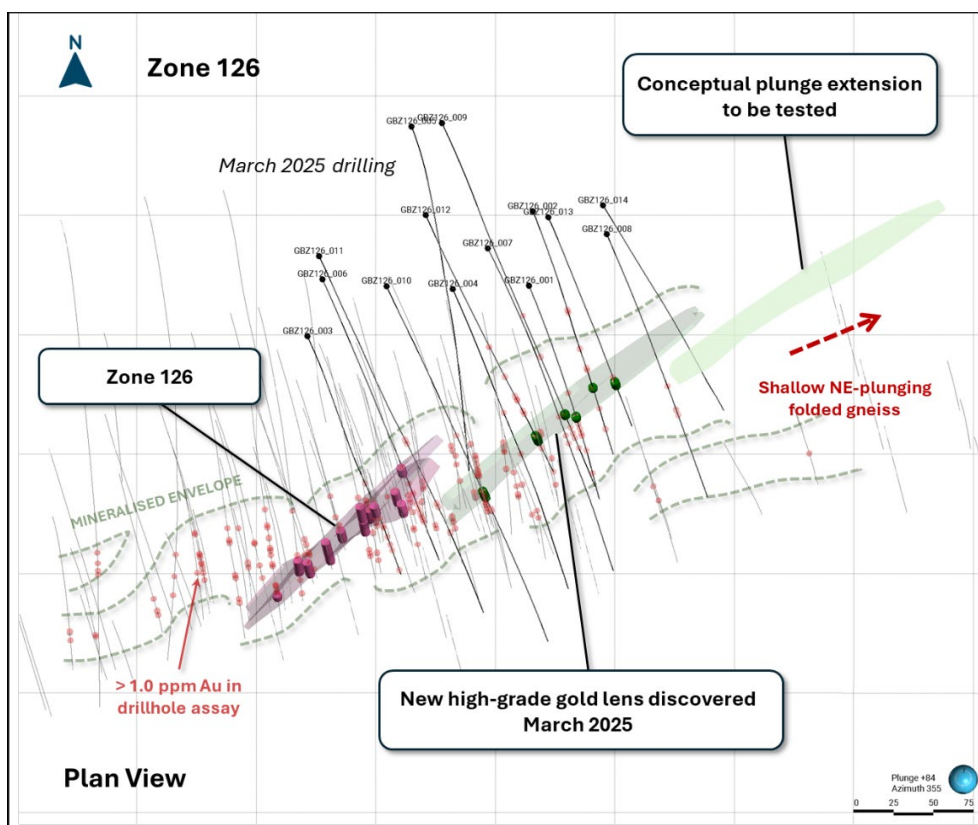 N
Zone 126
Conceptual plunge extension
to be tested
GBZ126_009
March 2025 drilling
GBZ126_012
GBZ126_002
GBZ126_013
GBZ126_014
GBZ126_008
GBZ126_007
GBZ126_011
GBZ126_006
GBZ126_010
GBZ126_004
GBZ126_001
GBZ126_003
Zone 126
Shallow NE-plunging
folded gneiss
MINERALISED ENVELOPE
> 1.0 ppm Au in
drillhole assay
New high-grade gold lens discovered
March 2025
Plan View
Plunge +84
Azimuth 355
0 25 50 75